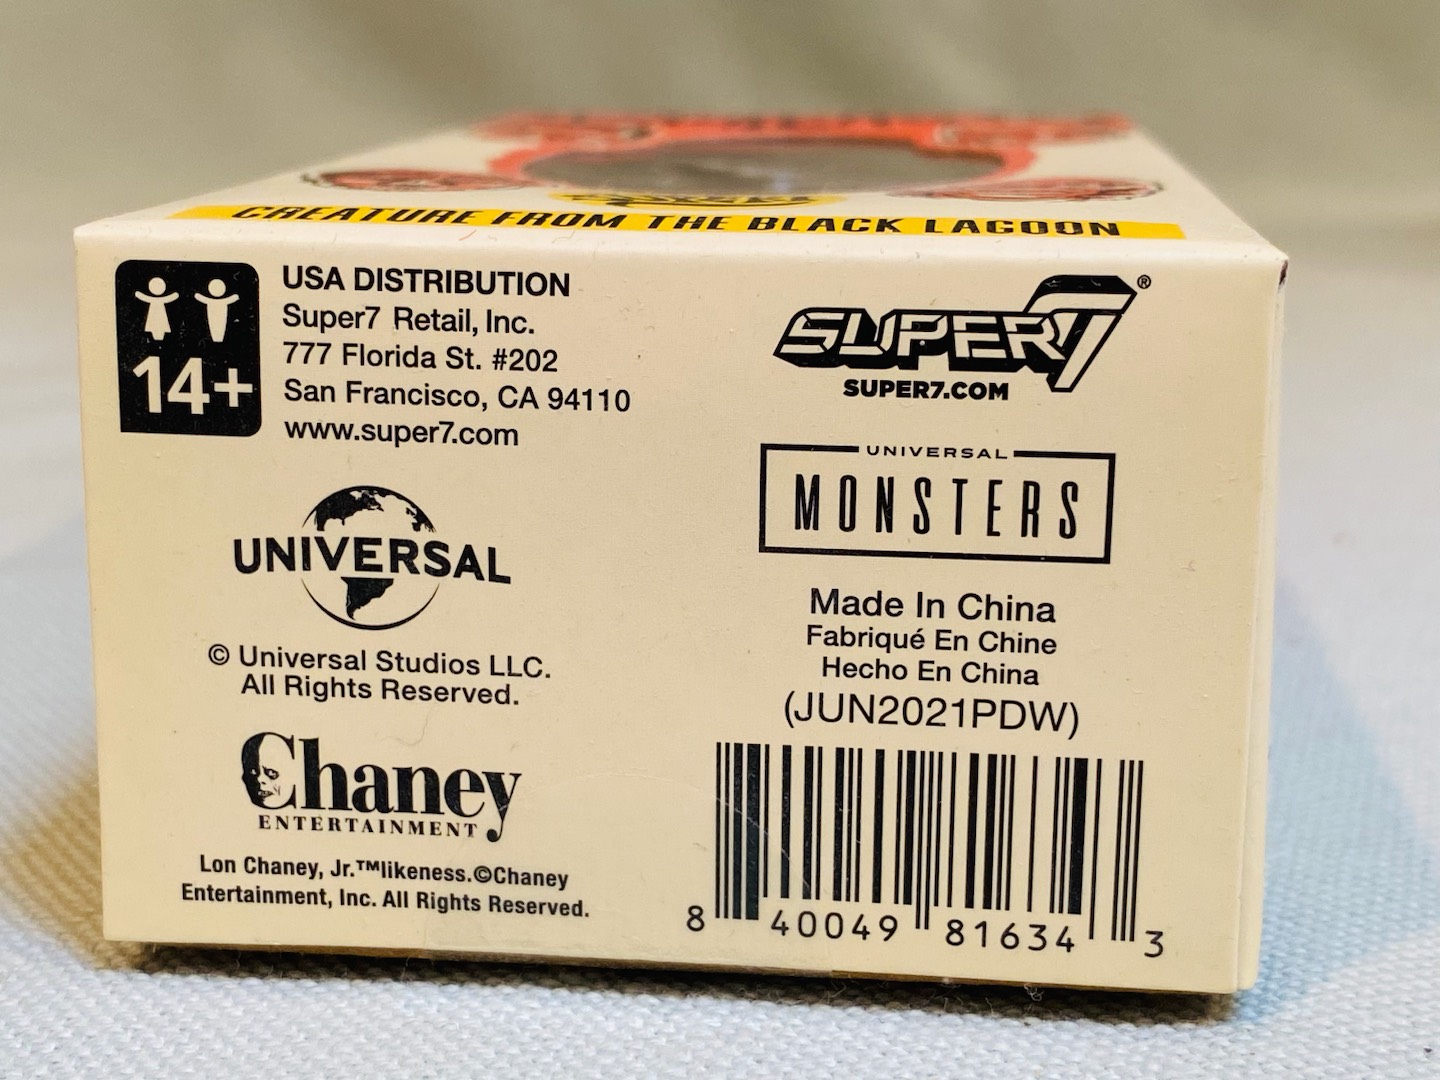 CREATURE FROM THE BLACK LAGOON
14+
USA DISTRIBUTION
Super7 Retail, Inc.
777 Florida St. #202
San Francisco, CA 94110
www.super7.com
UNIVERSAL
© Universal Studios LLC.
All Rights Reserved.
Chaney
ENTERTAINMENT
Lon Chaney, Jr.™likeness.©Chaney
Entertainment, Inc. All Rights Reserved.
SUPER7®
SUPER7.COM
UNIVERSAL
MONSTERS
Made In China
Fabriqué En Chine
Hecho En China
(JUN2021PDW)
8 40049 81634 3